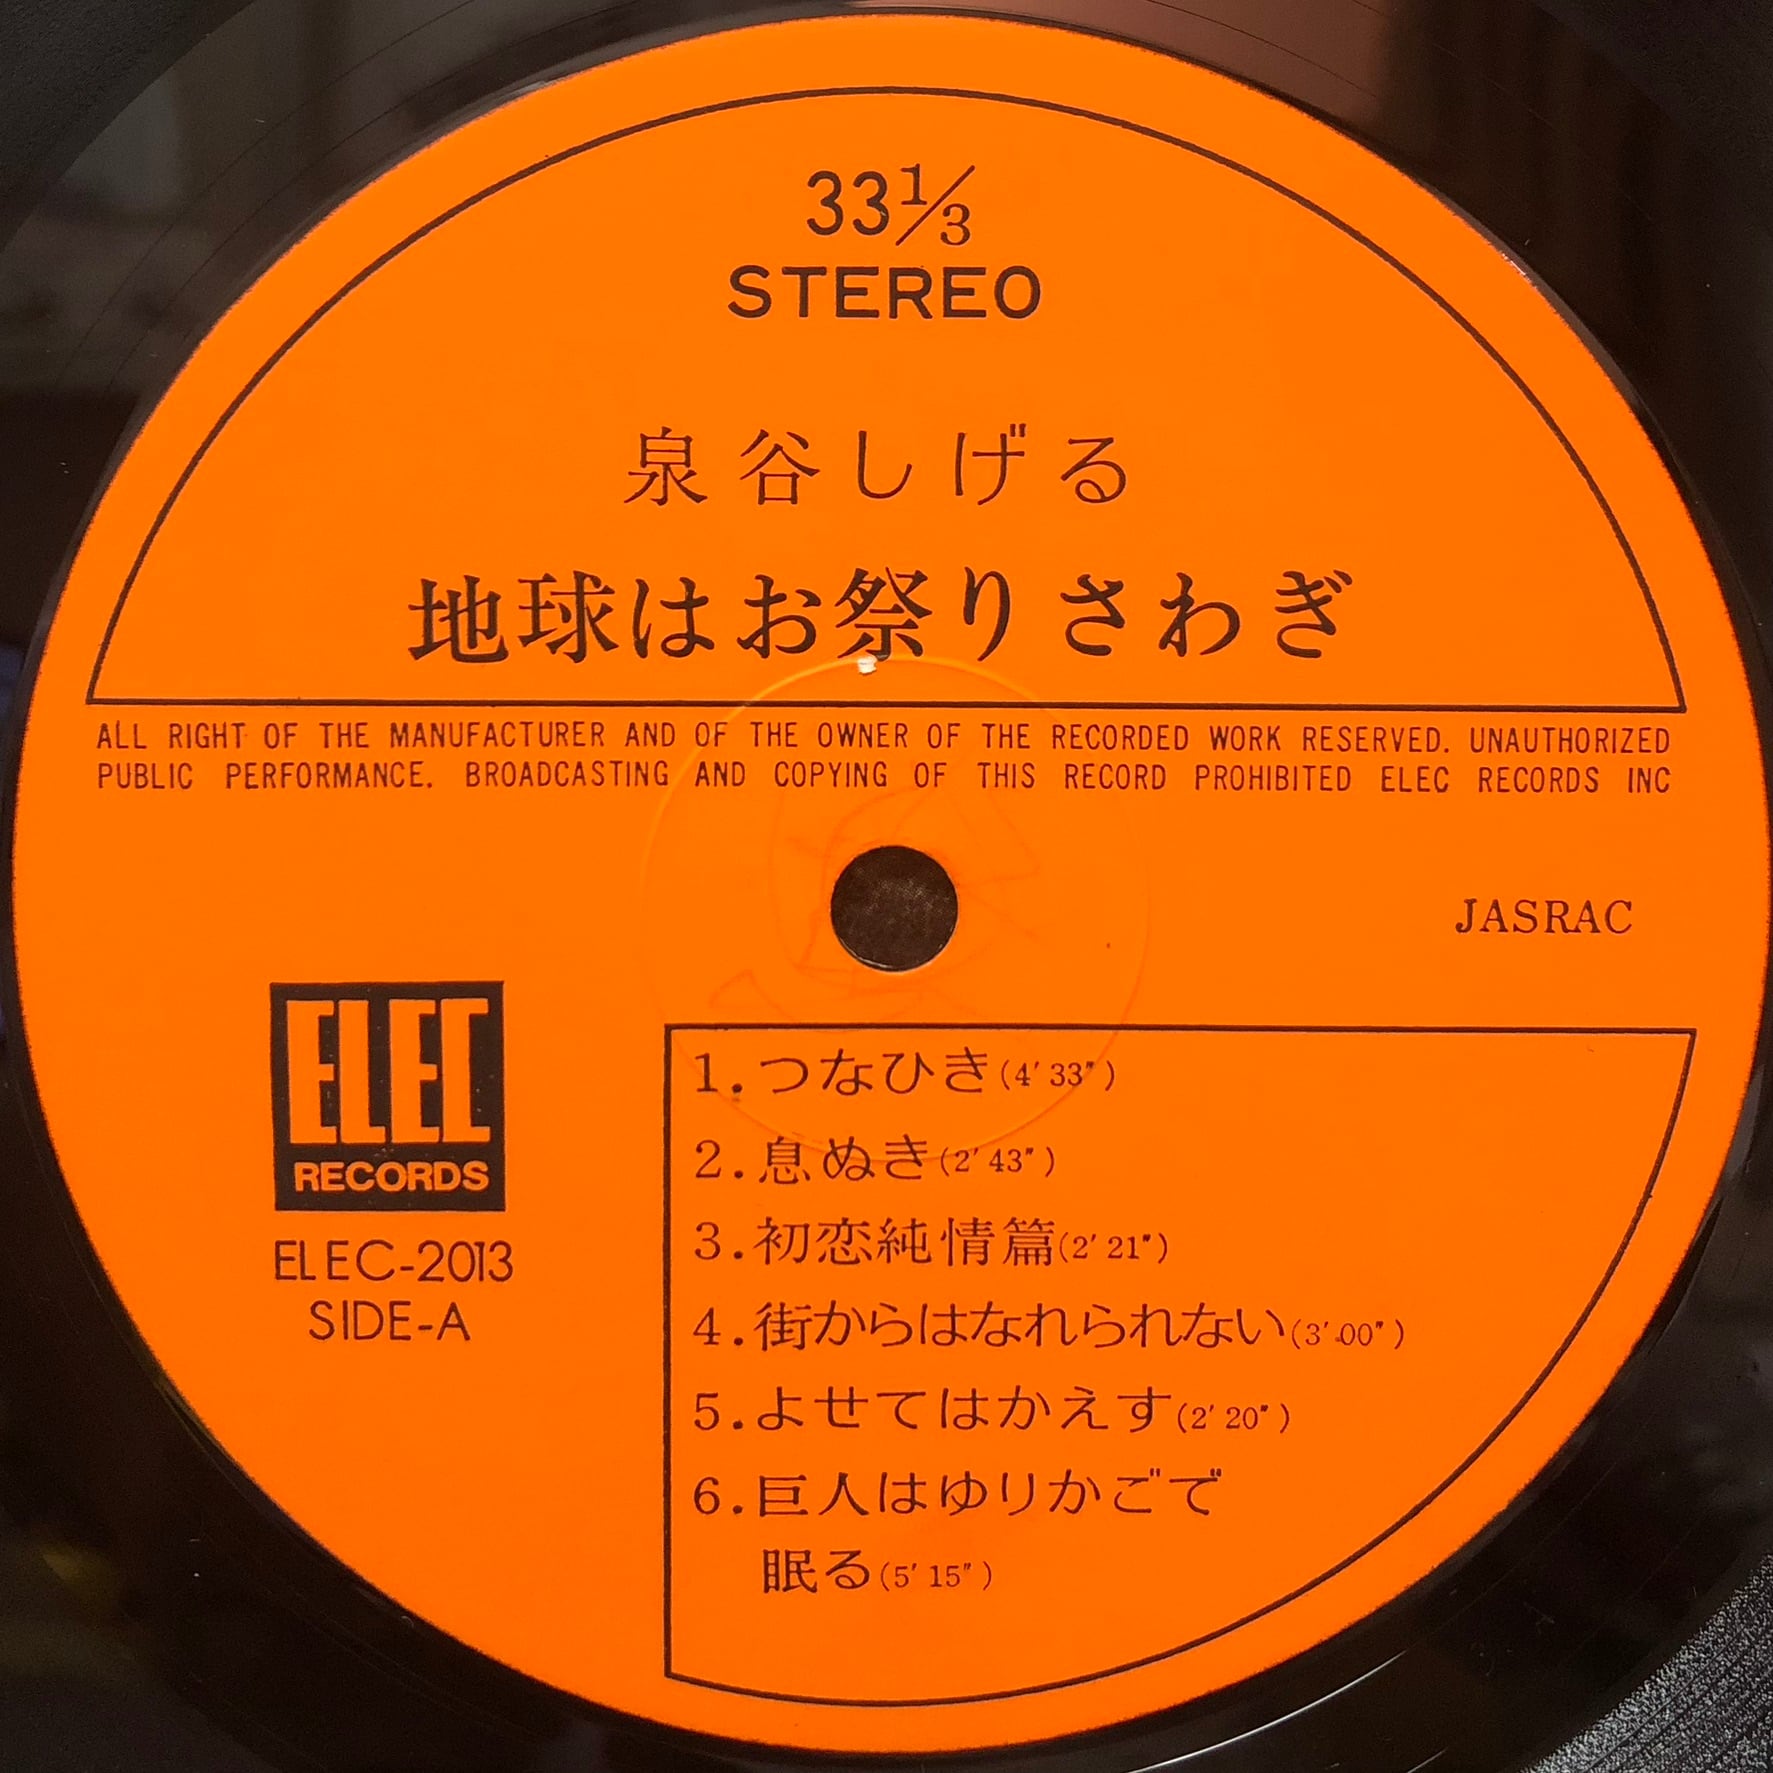 33 1/3
STEREO
泉谷しげる
地球はお祭りさわぎ
ALL RIGHT OF THE MANUFACTURER AND OF THE OWNER OF THE RECORDED WORK RESERVED. UNAUTHORIZED
PUBLIC PERFORMANCE. BROADCASTING AND COPYING OF THIS RECORD PROHIBITED ELEC RECORDS INC
JASRAC
ELEC
RECORDS
ELEC-2013
SIDE-A
1.つなひき(4′33″)
2.息ぬき(2′43″)
3.初恋純情篇(2′21″)
4.街からはなれられない(3′00″)
5.よせてはかえす(2′20″)
6.巨人はゆりかごで
眠る(5′15″)